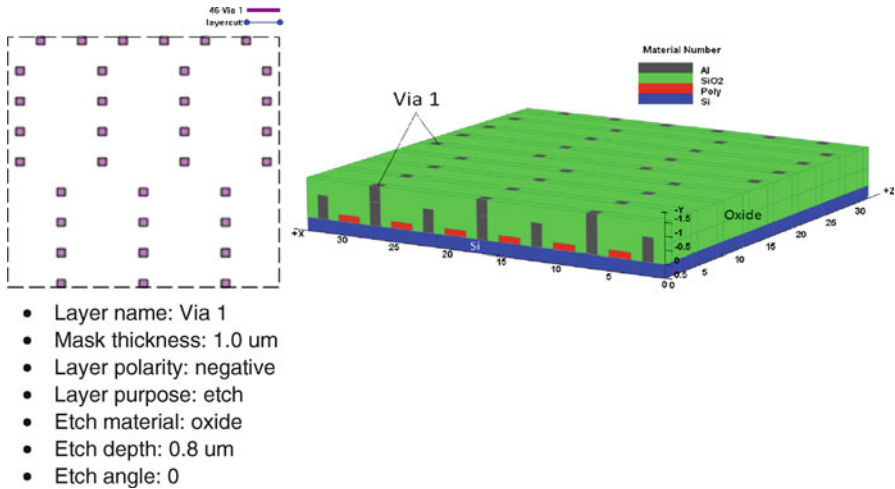 45-Via 1
layercut
Material Number
Al
SiO2
Poly
Si
Via 1
Oxide
Si
+X
30
25
20
15
10
5
0
-Y
-1.5
-1
-0.5
0
0.5
0
5
10
15
20
25
30
+Z
• Layer name: Via 1
• Mask thickness: 1.0 um
• Layer polarity: negative
• Layer purpose: etch
• Etch material: oxide
• Etch depth: 0.8 um
• Etch angle: 0